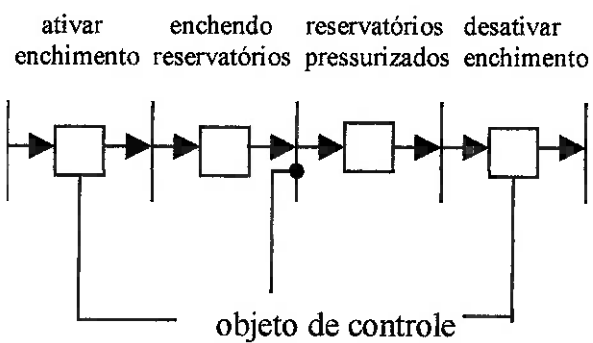 ativar enchendo reservatórios desativar
enchimento reservatórios pressurizados enchimento
objeto de controle